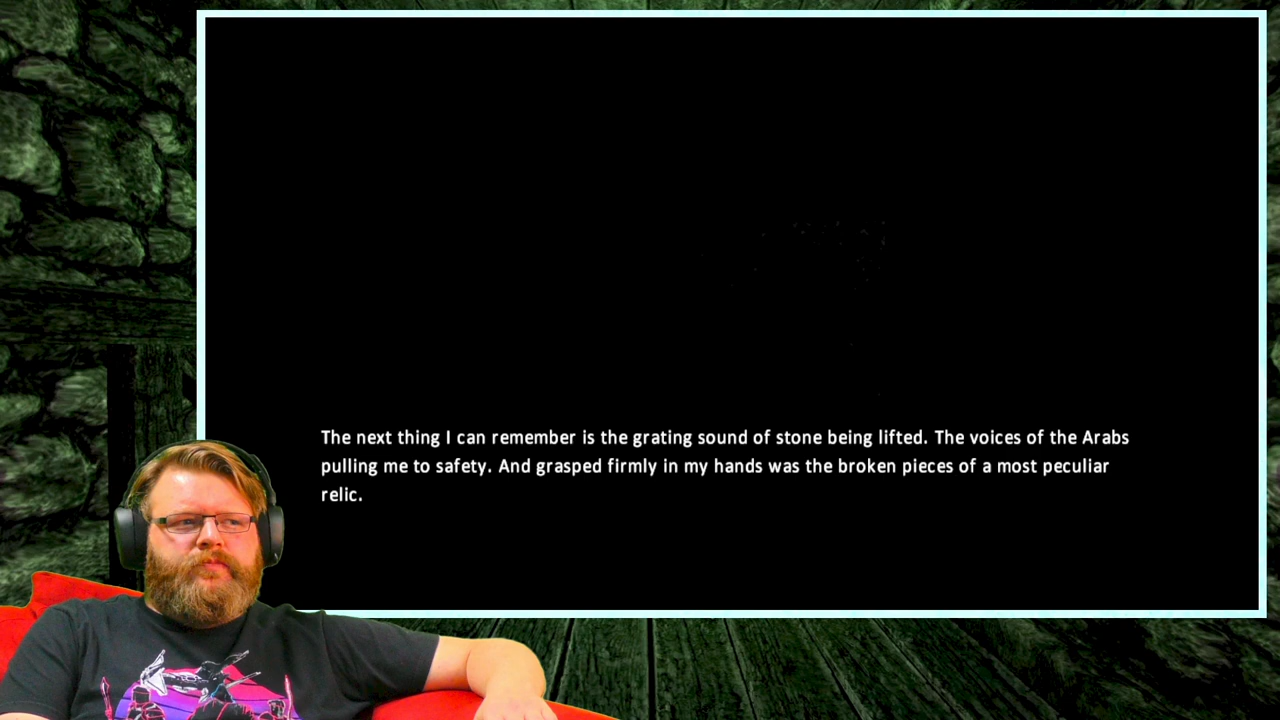 The next thing I can remember is the grating sound of stone being lifted. The voices of the Arabs
pulling me to safety. And grasped firmly in my hands was the broken pieces of a most peculiar
relic.